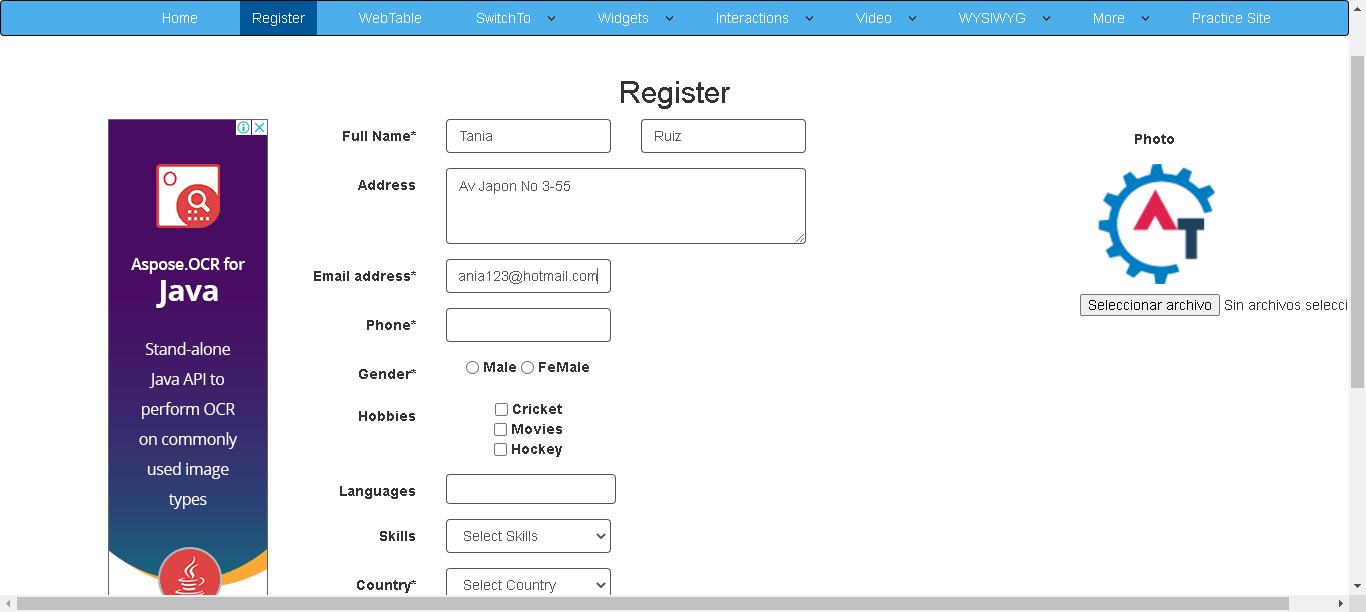 Home Register WebTable SwitchTo Widgets Interactions Video WYSIWYG More Practice Site
Register
Full Name* Tania Ruiz
Address Av Japon No 3-55
Email address* ania123@hotmail.com
Phone*
Gender* Male FeMale
Hobbies
Cricket
Movies
Hockey
Languages
Skills Select Skills
Country* Select Country
Photo
AT
Seleccionar archivo Sin archivos selecci
Aspose.OCR for
Java
Stand-alone
Java API to
perform OCR
on commonly
used image
types